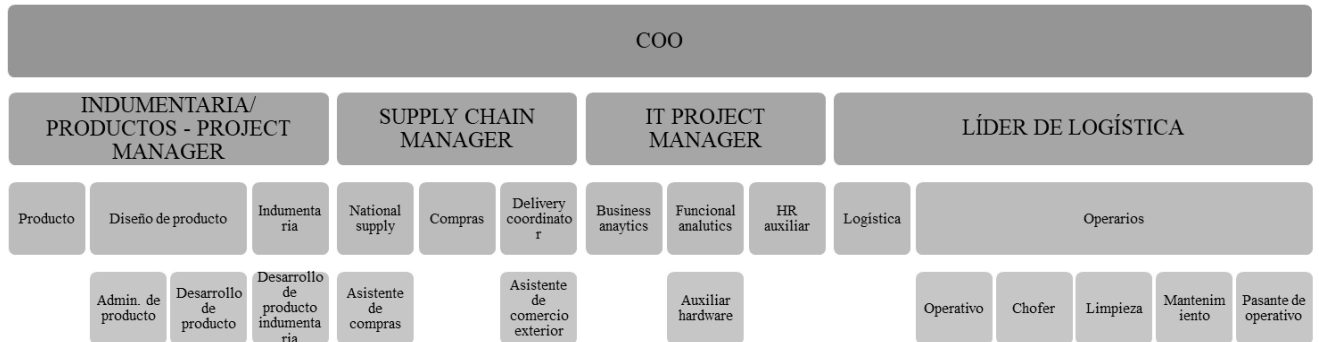 COO
INDUMENTARIA/
PRODUCTOS - PROJECT
MANAGER
SUPPLY CHAIN
MANAGER
IT PROJECT
MANAGER
LÍDER DE LOGÍSTICA
Producto
Diseño de producto
Indumenta
ria
National
supply
Compras
Delivery
coordinato
r
Business
anaytics
Funcional
analutics
HR
auxiliar
Logística
Operarios
Admin. de
producto
Desarrollo
de
producto
Desarrollo
de
producto
indumenta
ria
Asistente
de
compras
Asistente
de
comercio
exterior
Auxiliar
hardware
Operativo
Chofer
Limpieza
Mantenim
iento
Pasante de
operativo